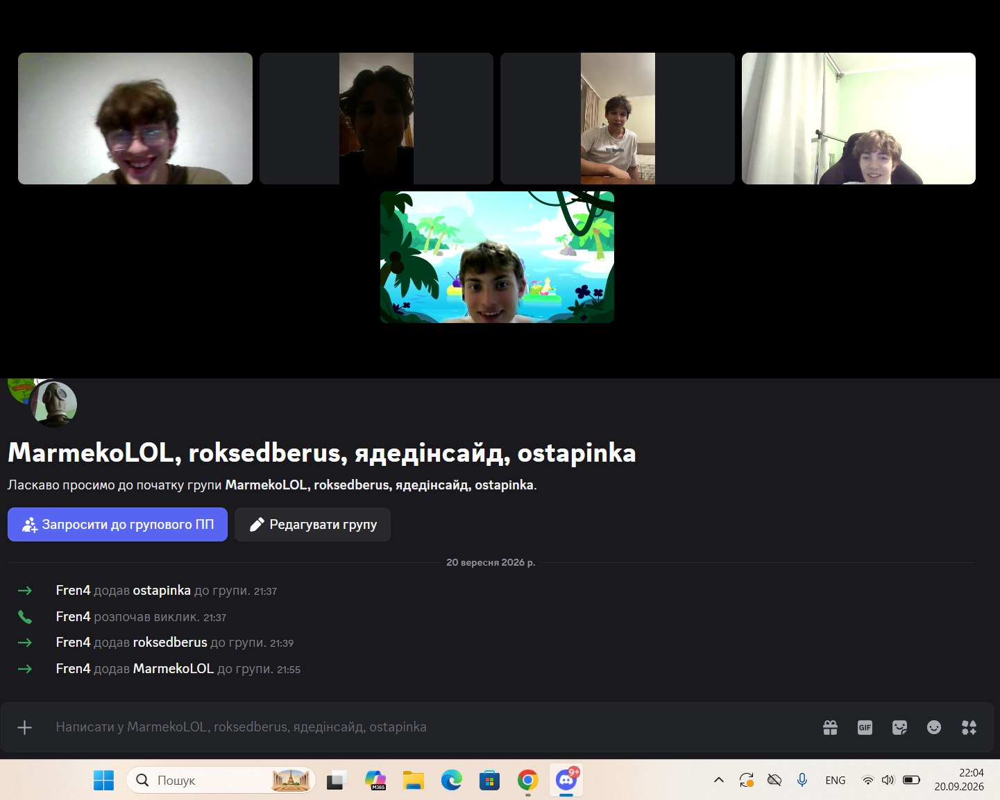 MarmekoLOL, roksedberus, ядедінсайд, ostapinka
Ласкаво просимо до початку групи MarmekoLOL, roksedberus, ядедінсайд, ostapinka.
Запросити до групового ПП
Редагувати групу
20 вересня 2026 р.
Fren4 додав ostapinka до групи. 21:37
Fren4 розпочав виклик. 21:37
Fren4 додав roksedberus до групи. 21:39
Fren4 додав MarmekoLOL до групи. 21:55
Написати у MarmekoLOL, roksedberus, ядедінсайд, ostapinka
GIF
Пошук
M365
9+
ENG
22:04
20.09.2026